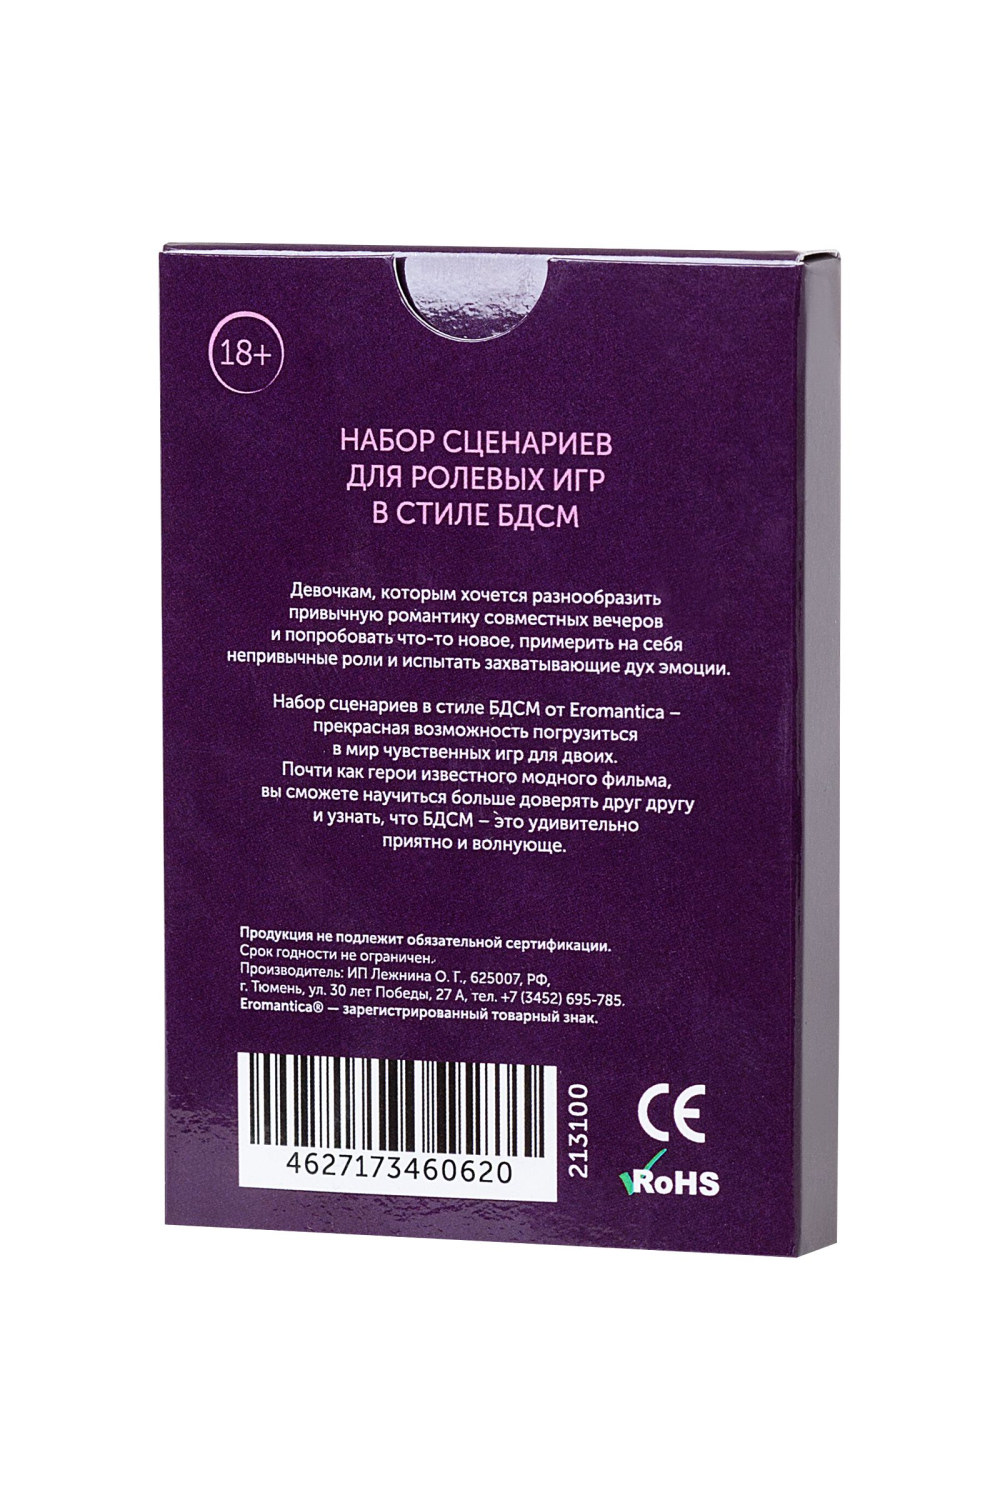 18+
НАБОР СЦЕНАРИЕВ
ДЛЯ РОЛЕВЫХ ИГР
В СТИЛЕ БДСМ
Девочкам, которым хочется разнообразить
привычную романтику совместных вечеров
и попробовать что-то новое, примерить на себя
непривычные роли и испытать захватывающие дух эмоции.
Набор сценариев в стиле БДСМ от Eromantica –
прекрасная возможность погрузиться
в мир чувственных игр для двоих.
Почти как герои известного модного фильма,
вы сможете научиться больше доверять друг другу
и узнать, что БДСМ – это удивительно
приятно и волнующе.
Продукция не подлежит обязательной сертификации.
Срок годности не ограничен.
Производитель: ИП Лежнина О. Г., 625007, РФ,
г. Тюмень, ул. 30 лет Победы, 27 А, тел. +7 (3452) 695-785.
Eromantica® — зарегистрированный товарный знак.
4627173460620
213100
CE
RoHS